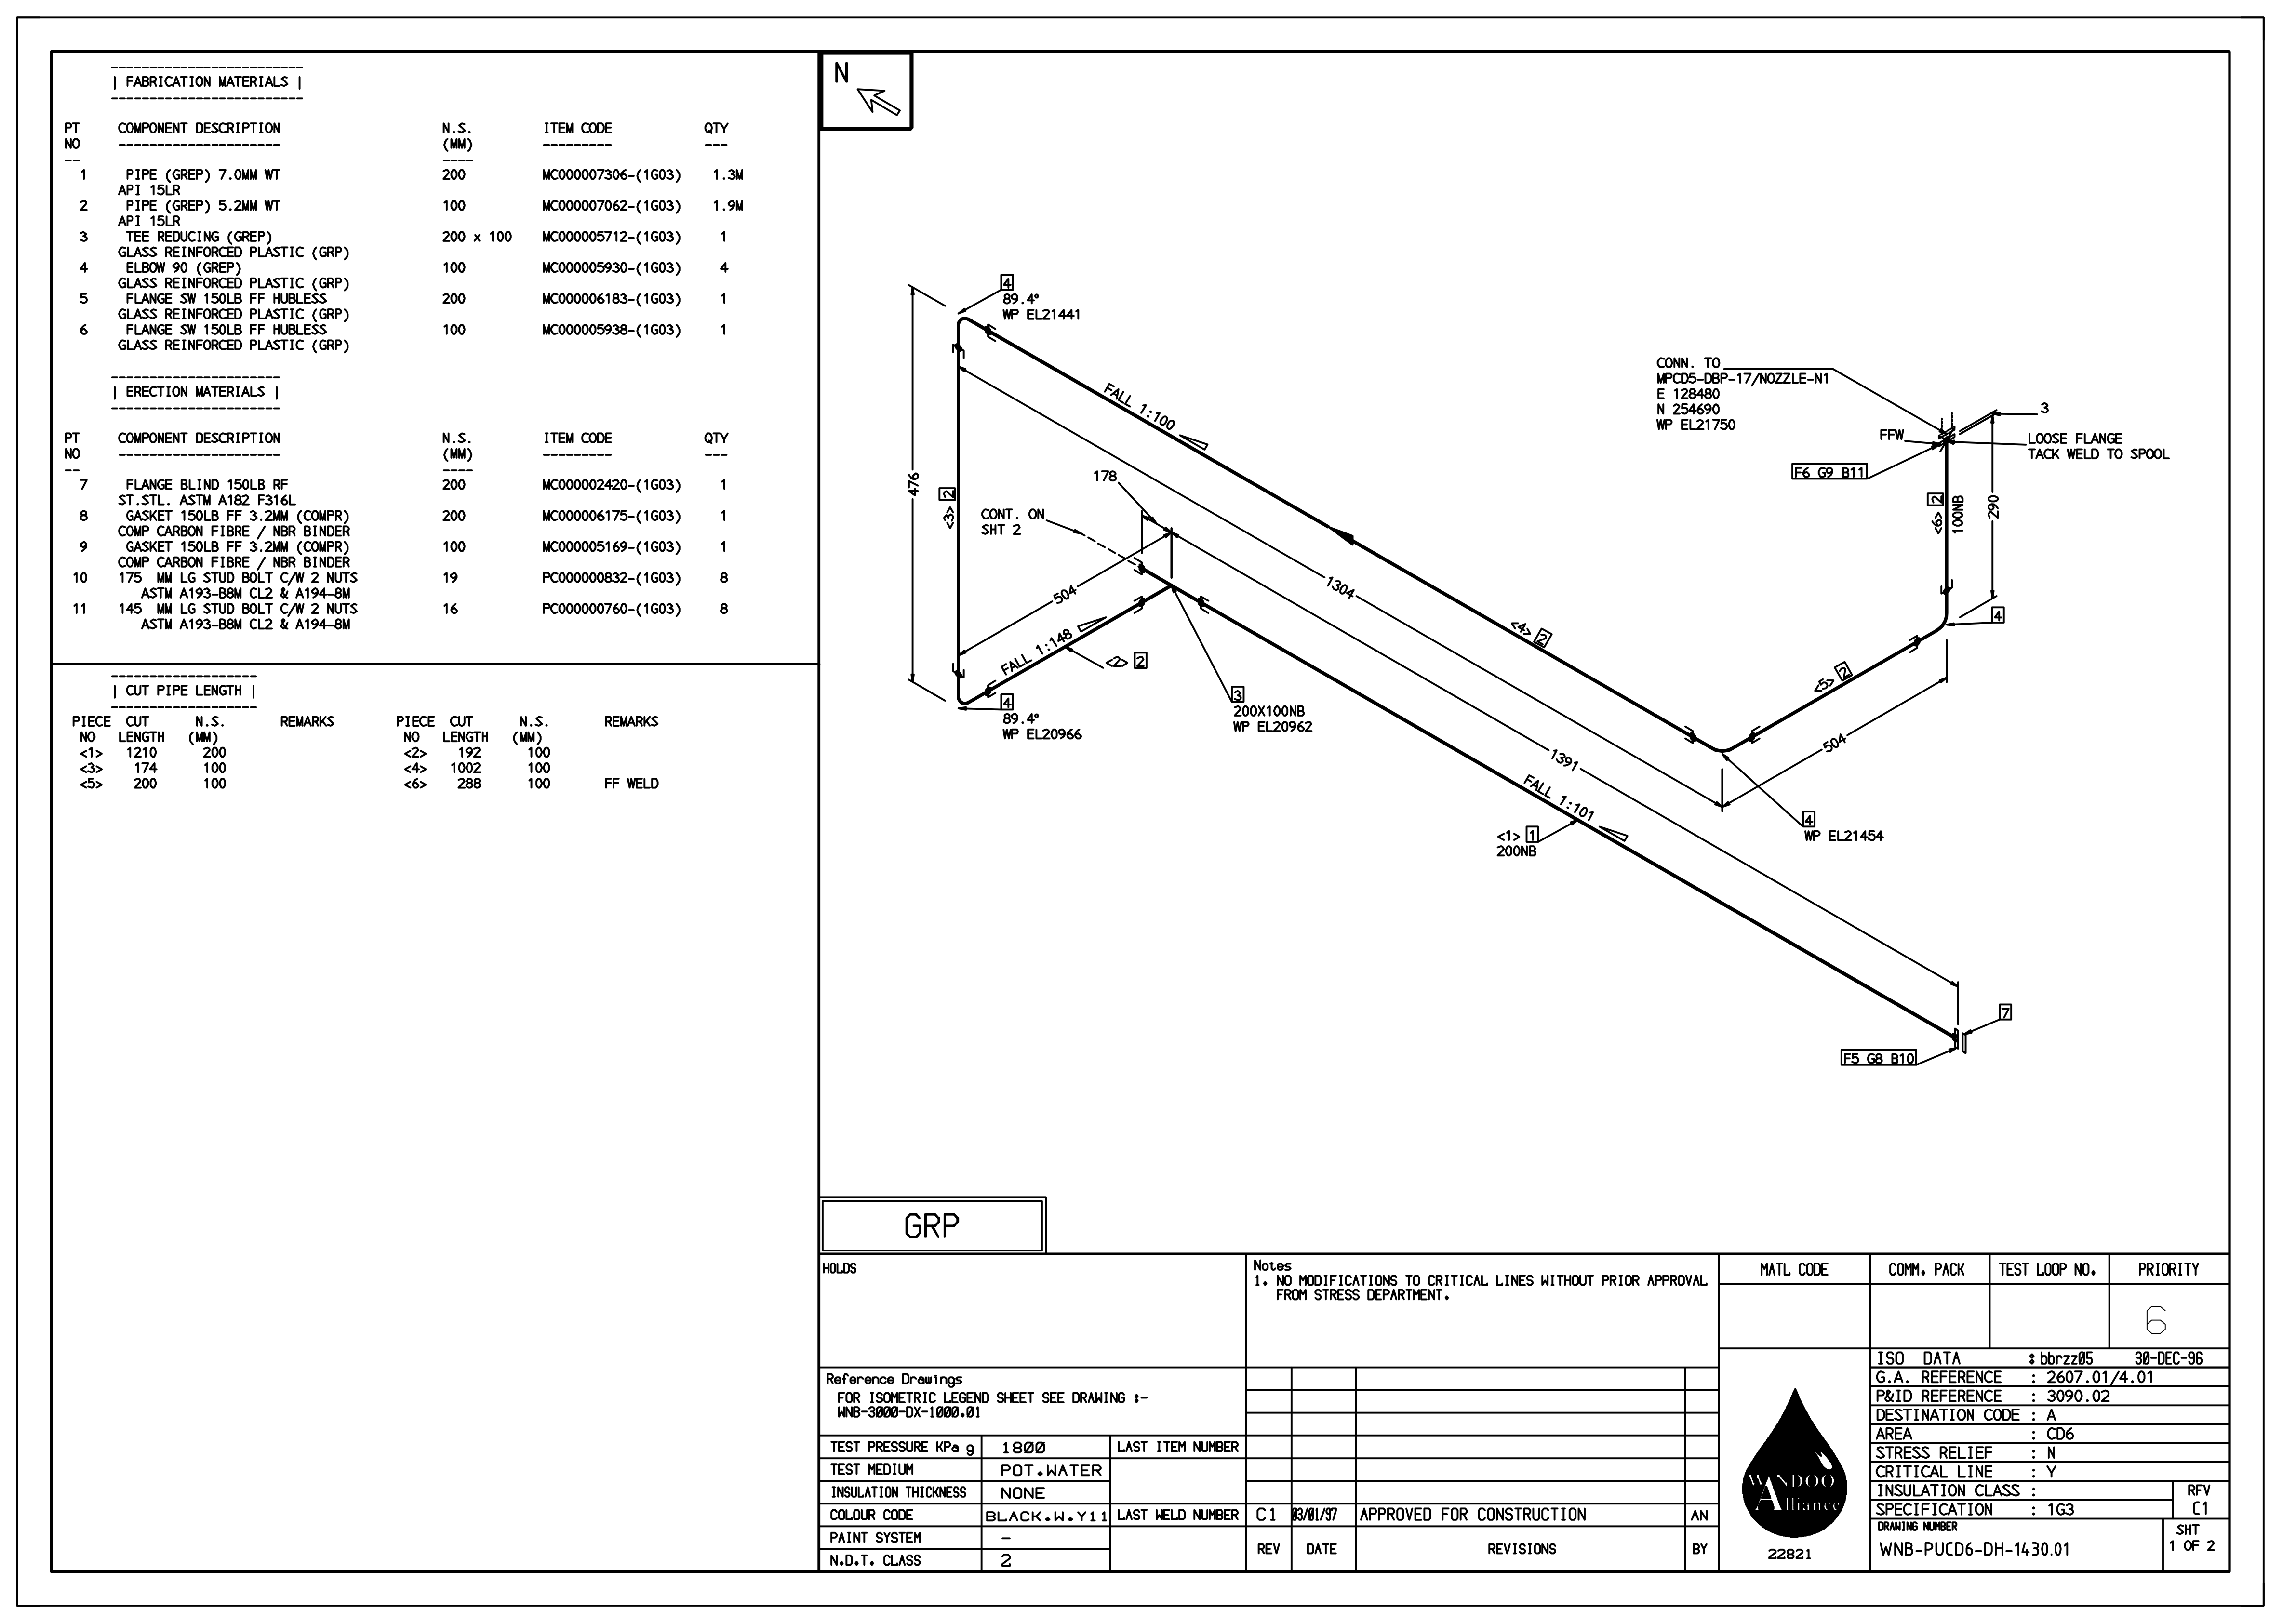 | FABRICATION MATERIALS |
PT COMPONENT DESCRIPTION N.S. ITEM CODE QTY
NO (MM)
1 PIPE (GREP) 7.0MM WT 200 MC000007306-(1G03) 1.3M
API 15LR
2 PIPE (GREP) 5.2MM WT 100 MC000007062-(1G03) 1.9M
API 15LR
3 TEE REDUCING (GREP) 200 x 100 MC000005712-(1G03) 1
GLASS REINFORCED PLASTIC (GRP)
4 ELBOW 90 (GREP) 100 MC000005930-(1G03) 4
GLASS REINFORCED PLASTIC (GRP)
5 FLANGE SW 150LB FF HUBLESS 200 MC000006183-(1G03) 1
GLASS REINFORCED PLASTIC (GRP)
6 FLANGE SW 150LB FF HUBLESS 100 MC000005938-(1G03) 1
GLASS REINFORCED PLASTIC (GRP)
| ERECTION MATERIALS |
PT COMPONENT DESCRIPTION N.S. ITEM CODE QTY
NO (MM)
7 FLANGE BLIND 150LB RF 200 MC000002420-(1G03) 1
ST.STL. ASTM A182 F316L
8 GASKET 150LB FF 3.2MM (COMPR) 200 MC000006175-(1G03) 1
COMP CARBON FIBRE / NBR BINDER
9 GASKET 150LB FF 3.2MM (COMPR) 100 MC000005169-(1G03) 1
COMP CARBON FIBRE / NBR BINDER
10 175 MM LG STUD BOLT C/W 2 NUTS 19 PC000000832-(1G03) 8
ASTM A193-B8M CL2 & A194-8M
11 145 MM LG STUD BOLT C/W 2 NUTS 16 PC000000760-(1G03) 8
ASTM A193-B8M CL2 & A194-8M
| CUT PIPE LENGTH |
PIECE CUT N.S. REMARKS PIECE CUT N.S. REMARKS
NO LENGTH (MM) NO LENGTH (MM)
<1> 1210 200 <2> 192 100
<3> 174 100 <4> 1002 100
<5> 200 100 <6> 288 100 FF WELD
N
4
89.4°
WP EL21441
FALL 1:100
476
<3> 2
178
CONT. ON
SHT 2
504
FALL 1:148
<2> 2
4
89.4°
WP EL20966
3
200X100NB
WP EL20962
1304
<4> 2
1391
FALL 1:101
<1> 1
200NB
CONN. TO
MPCD5-DBP-17/NOZZLE-N1
E 128480
N 254690
WP EL21750
3
FFW
LOOSE FLANGE
TACK WELD TO SPOOL
F6 G9 B11
<6> 2
100NB
290
4
<5> 2
504
4
WP EL21454
7
F5 G8 B10
GRP
HOLDS
Notes
1. NO MODIFICATIONS TO CRITICAL LINES WITHOUT PRIOR APPROVAL
FROM STRESS DEPARTMENT.
MATL CODE COMM. PACK TEST LOOP NO. PRIORITY
6
Reference Drawings
FOR ISOMETRIC LEGEND SHEET SEE DRAWING :-
WNB-3000-DX-1000.01
TEST PRESSURE KPa g 1800 LAST ITEM NUMBER
TEST MEDIUM POT.WATER
INSULATION THICKNESS NONE
COLOUR CODE BLACK.W.Y11 LAST WELD NUMBER
PAINT SYSTEM -
N.D.T. CLASS 2
C1 03/01/97 APPROVED FOR CONSTRUCTION AN
REV DATE REVISIONS BY
WANDOO
Alliance
22821
ISO DATA : bbrzz05 30-DEC-96
G.A. REFERENCE : 2607.01/4.01
P&ID REFERENCE : 3090.02
DESTINATION CODE : A
AREA : CD6
STRESS RELIEF : N
CRITICAL LINE : Y
INSULATION CLASS :
SPECIFICATION : 1G3
RFV
C1
DRAWING NUMBER
WNB-PUCD6-DH-1430.01
SHT
1 OF 2